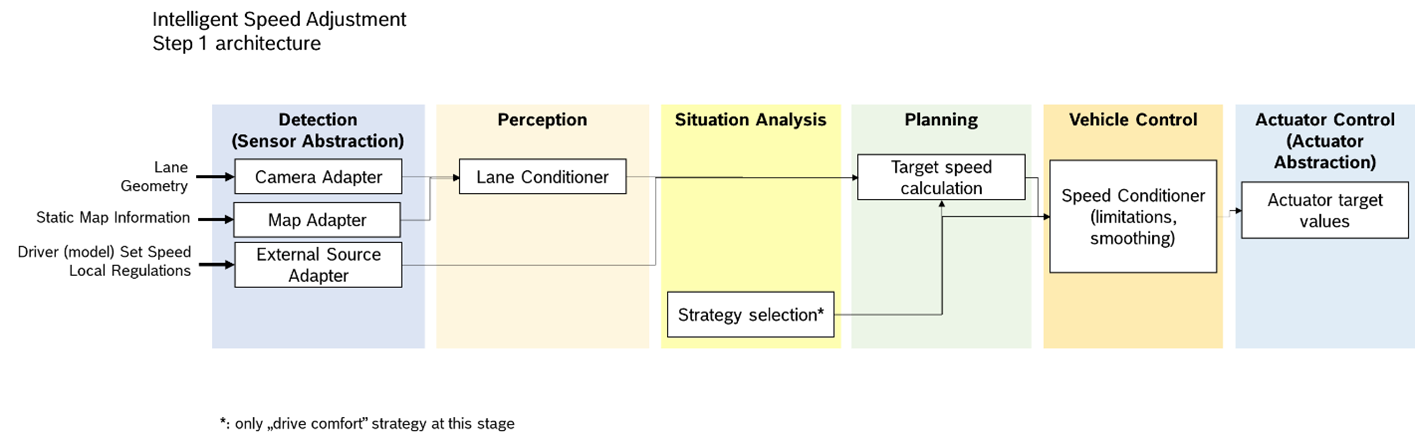 Intelligent Speed Adjustment
Step 1 architecture
Detection
(Sensor Abstraction)
Perception
Situation Analysis
Planning
Vehicle Control
Actuator Control
(Actuator
Abstraction)
Lane
Geometry
Camera Adapter
Lane Conditioner
Target speed
calculation
Speed Conditioner
(limitations,
smoothing)
Actuator target
values
Static Map Information
Map Adapter
Driver (model) Set Speed
Local Regulations
External Source
Adapter
Strategy selection*
*: only „drive comfort” strategy at this stage